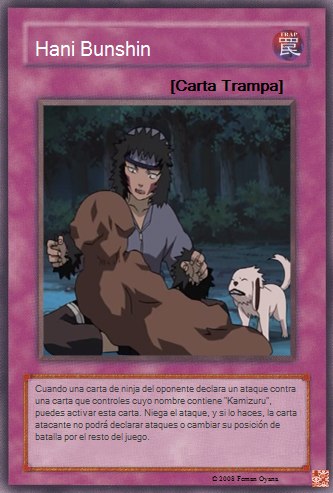 Hani Bunshin
TRAP
罠
[Carta Trampa]
Cuando una carta de ninja del oponente declara un ataque contra
una carta que controles cuyo nombre contiene "Kamizuru",
puedes activar esta carta. Niega el ataque, y si lo haces, la carta
atacante no podrá declarar ataques o cambiar su posición de
batalla por el resto del juego.
©2008 Foman Oyana